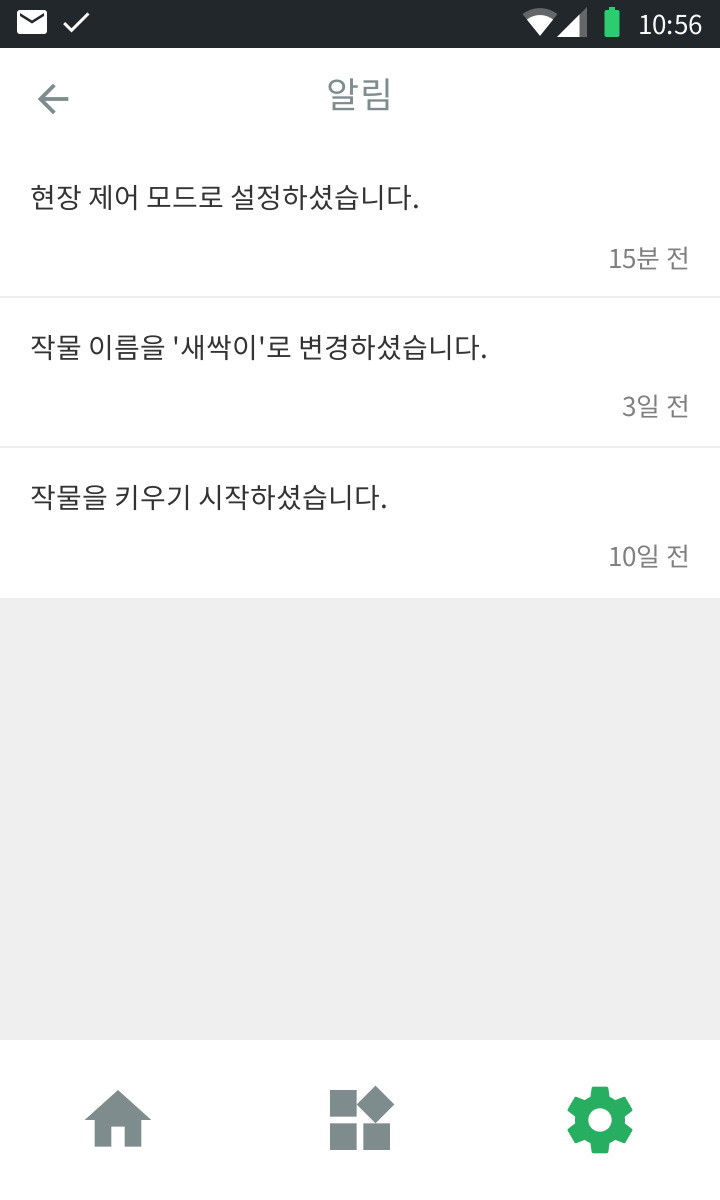 10:56
알림
현장 제어 모드로 설정하셨습니다.
15분 전
작물 이름을 '새싹이'로 변경하셨습니다.
3일 전
작물을 키우기 시작하셨습니다.
10일 전